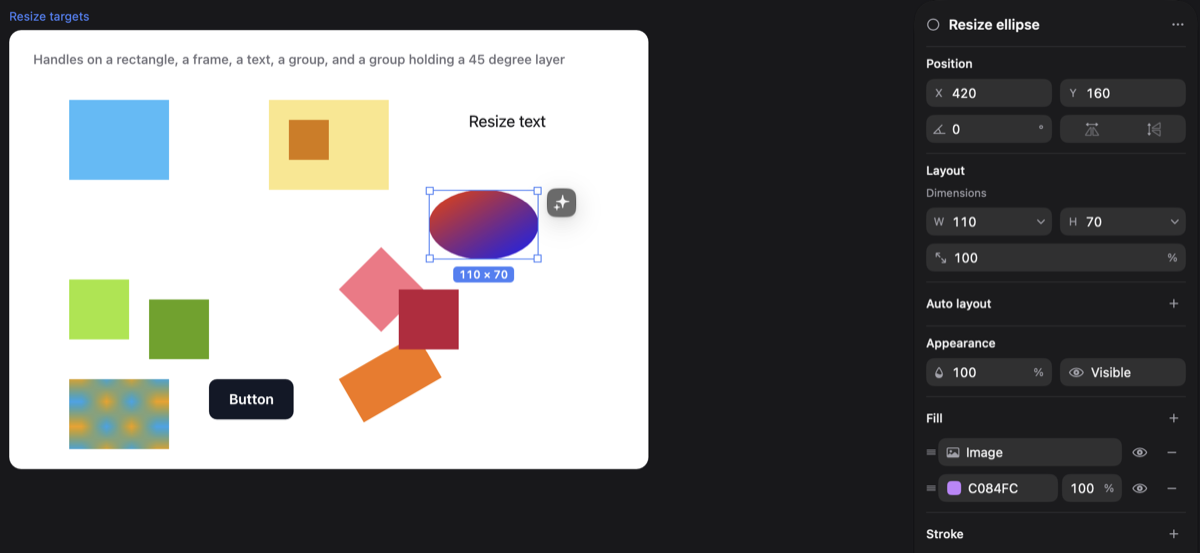 Resize targets
Handles on a rectangle, a frame, a text, a group, and a group holding a 45 degree layer
Resize text
110 × 70
Button
Resize ellipse
Position
X 420
Y 160
0 °
Layout
Dimensions
W 110
H 70
100 %
Auto layout
Appearance
100 %
Visible
Fill
Image
C084FC
100 %
Stroke